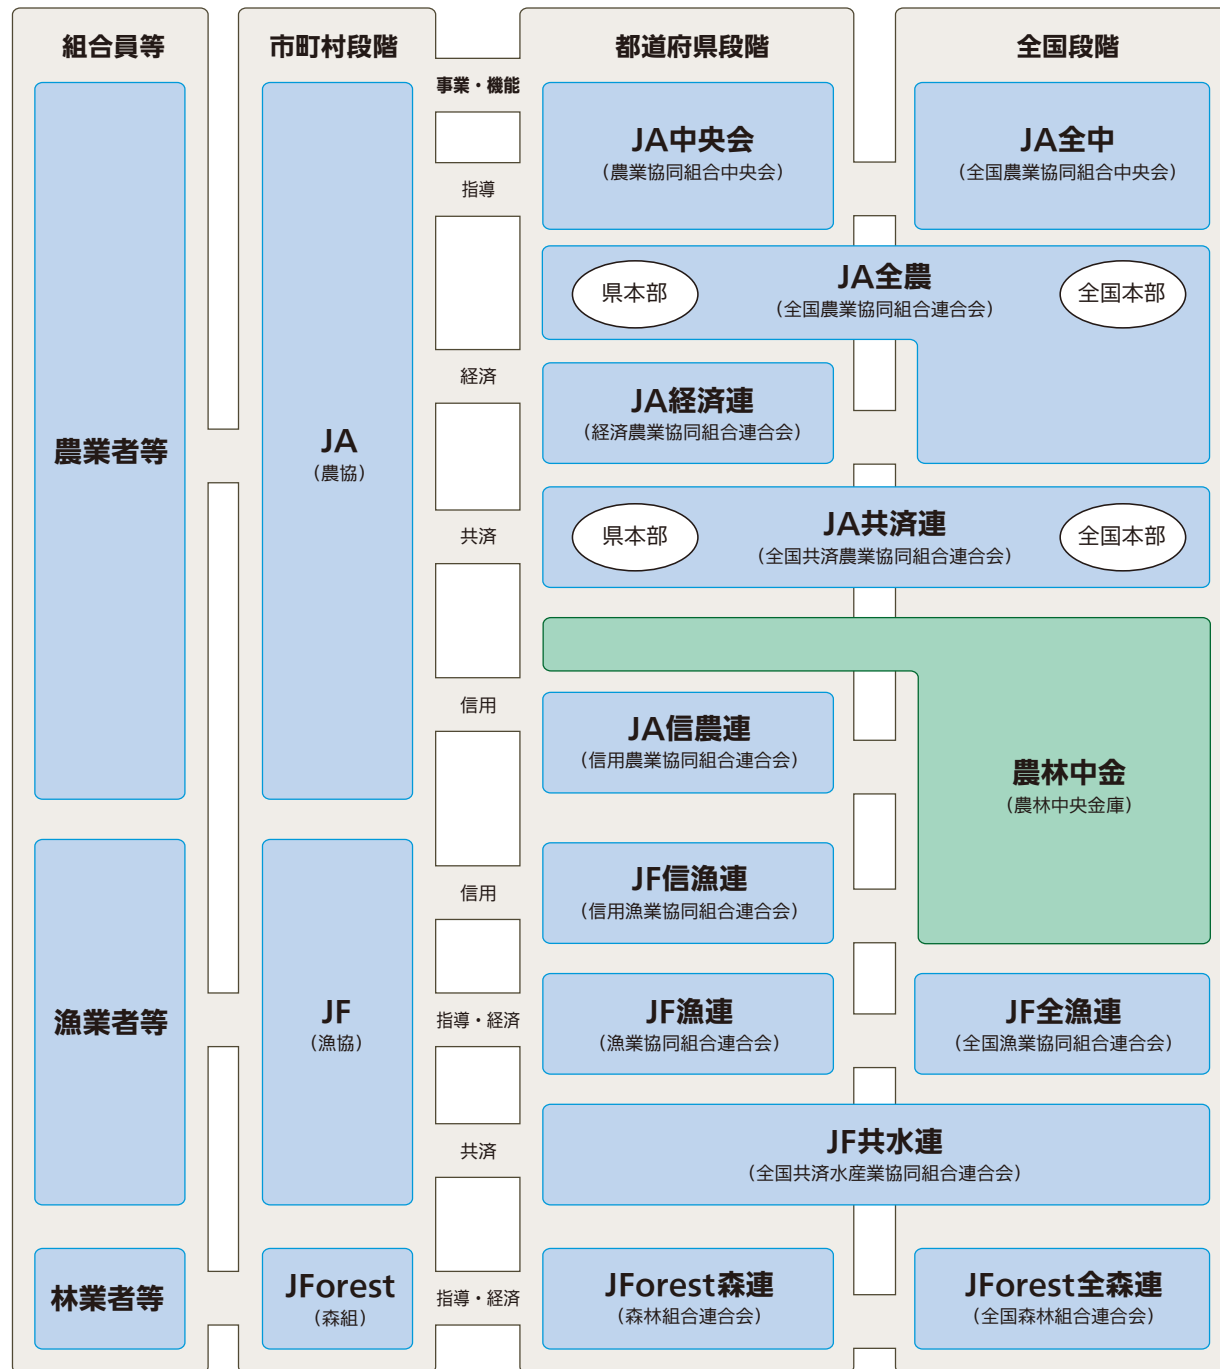 組合員等
市町村段階
都道府県段階
全国段階
事業・機能
農業者等
JA
(農協)
指導
JA中央会
(農業協同組合中央会)
JA全中
(全国農業協同組合中央会)
県本部
JA全農
(全国農業協同組合連合会)
全国本部
経済
JA経済連
(経済農業協同組合連合会)
共済
県本部
JA共済連
(全国共済農業協同組合連合会)
全国本部
信用
JA信農連
(信用農業協同組合連合会)
農林中金
(農林中央金庫)
漁業者等
JF
(漁協)
信用
JF信漁連
(信用漁業協同組合連合会)
指導・経済
JF漁連
(漁業協同組合連合会)
JF全漁連
(全国漁業協同組合連合会)
共済
JF共水連
(全国共済水産業協同組合連合会)
林業者等
JForest
(森組)
指導・経済
JForest森連
(森林組合連合会)
JForest全森連
(全国森林組合連合会)